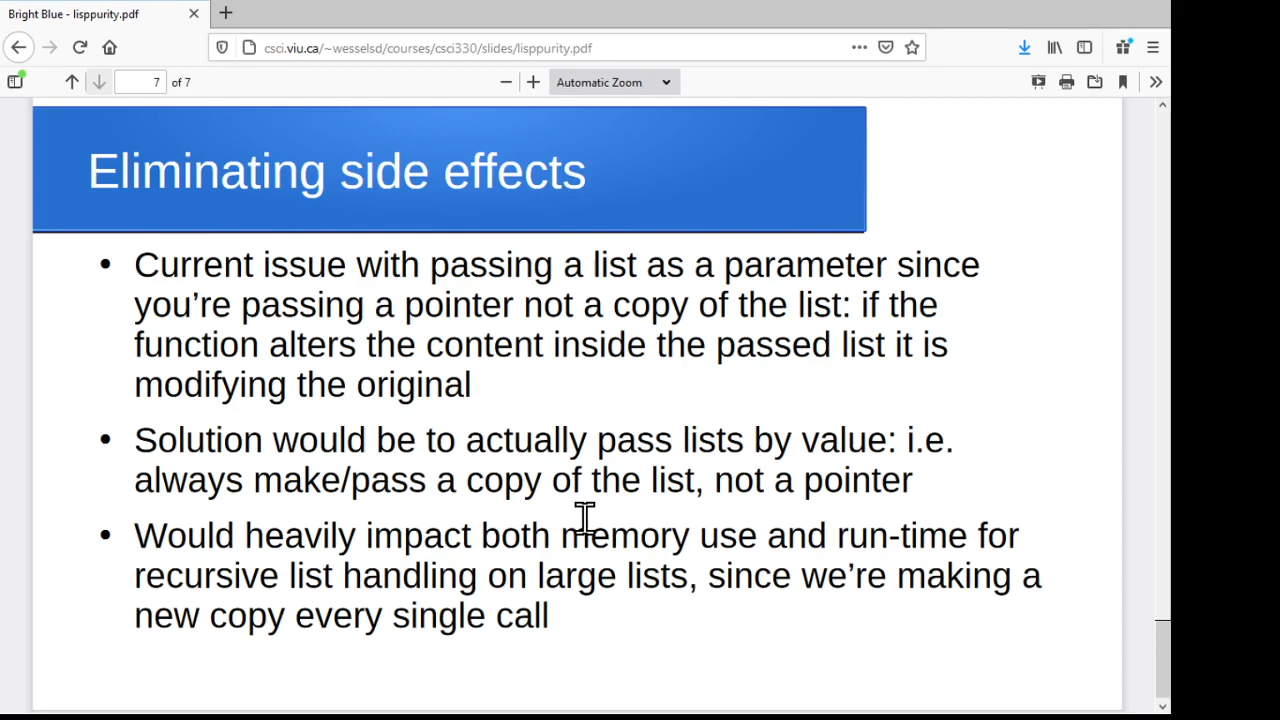 Bright Blue - lisppurity.pdf
csci.viu.ca/~wesselsd/courses/csci330/slides/lisppurity.pdf
7 of 7
Automatic Zoom
Eliminating side effects
• Current issue with passing a list as a parameter since
you’re passing a pointer not a copy of the list: if the
function alters the content inside the passed list it is
modifying the original
• Solution would be to actually pass lists by value: i.e.
always make/pass a copy of the list, not a pointer
• Would heavily impact both memory use and run-time for
recursive list handling on large lists, since we’re making a
new copy every single call